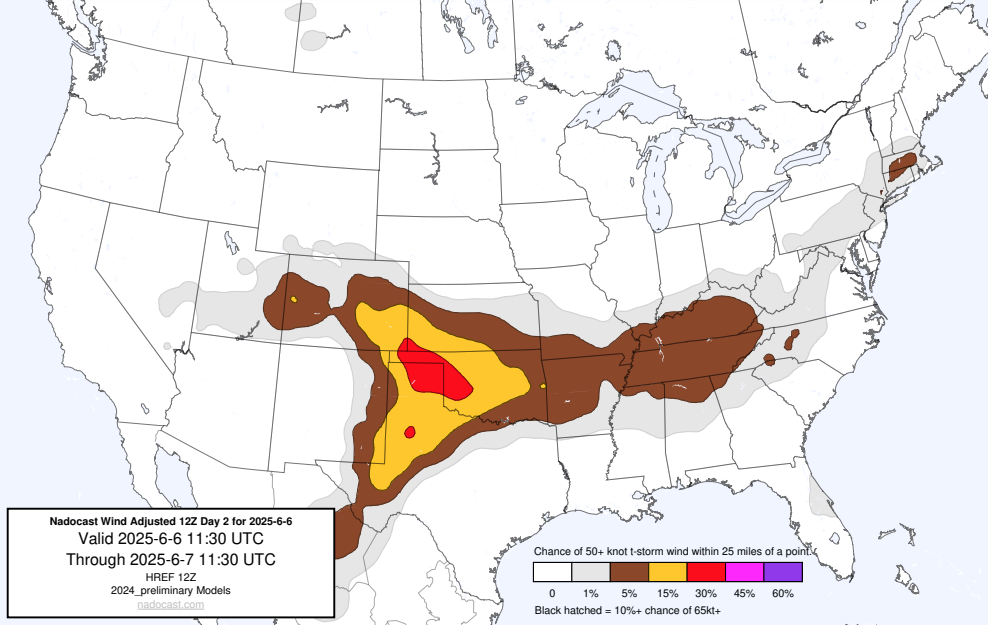 Nadocast Wind Adjusted 12Z Day 2 for 2025-6-6
Valid 2025-6-6 11:30 UTC
Through 2025-6-7 11:30 UTC
HREF 12Z
2024_preliminary Models
nadocast.com
Chance of 50+ knot t-storm wind within 25 miles of a point.
0 1% 5% 15% 30% 45% 60%
Black hatched = 10%+ chance of 65kt+